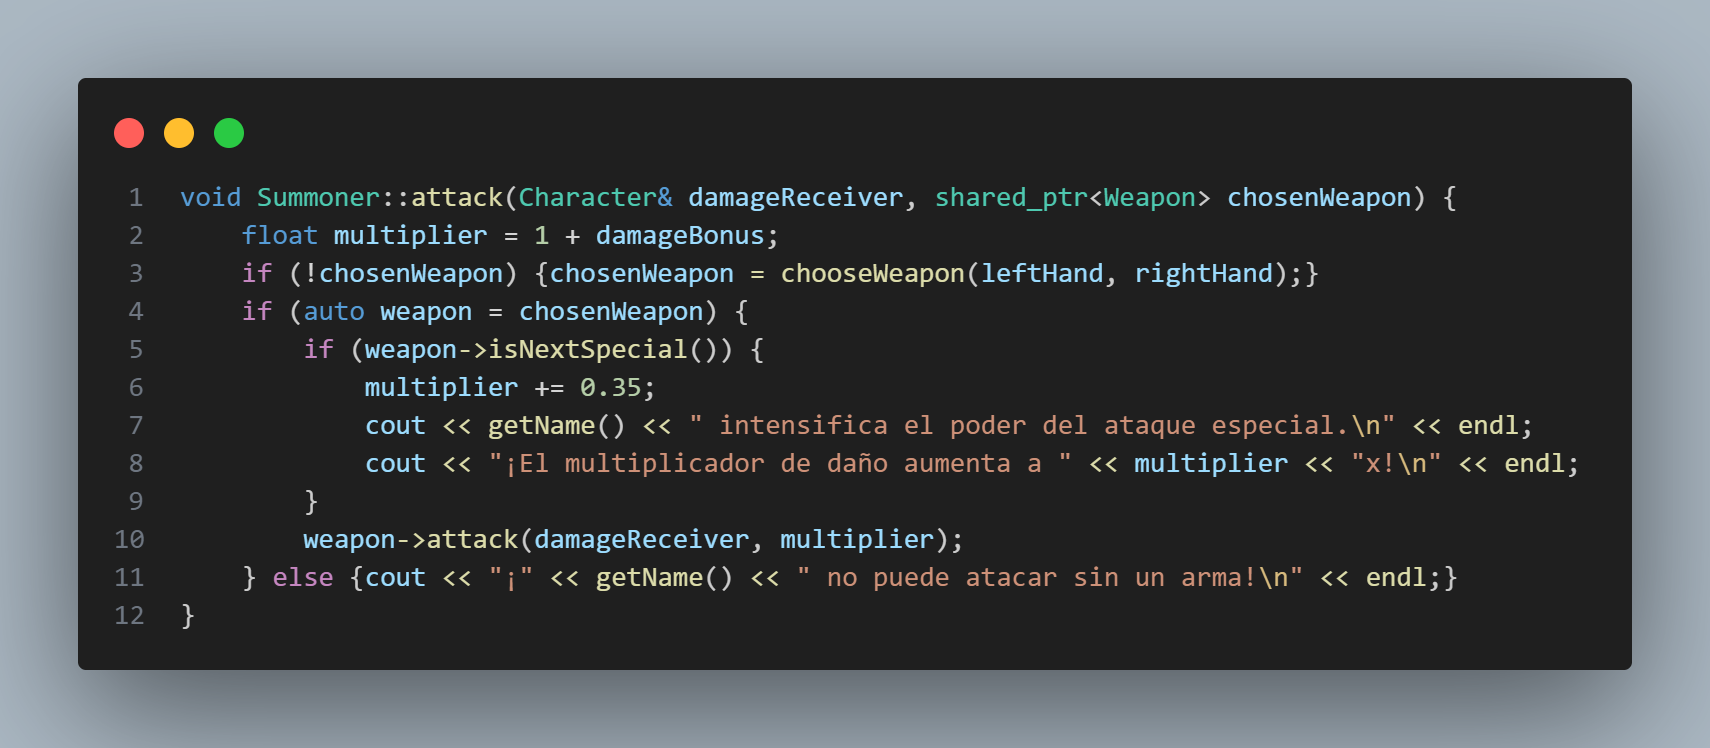 1 void Summoner::attack(Character& damageReceiver, shared_ptr<Weapon> chosenWeapon) {
2     float multiplier = 1 + damageBonus;
3     if (!chosenWeapon) {chosenWeapon = chooseWeapon(leftHand, rightHand);}
4     if (auto weapon = chosenWeapon) {
5         if (weapon->isNextSpecial()) {
6             multiplier += 0.35;
7             cout << getName() << " intensifica el poder del ataque especial.\n" << endl;
8             cout << "¡El multiplicador de daño aumenta a " << multiplier << "x!\n" << endl;
9         }
10         weapon->attack(damageReceiver, multiplier);
11     } else {cout << "¡" << getName() << " no puede atacar sin un arma!\n" << endl;}
12 }